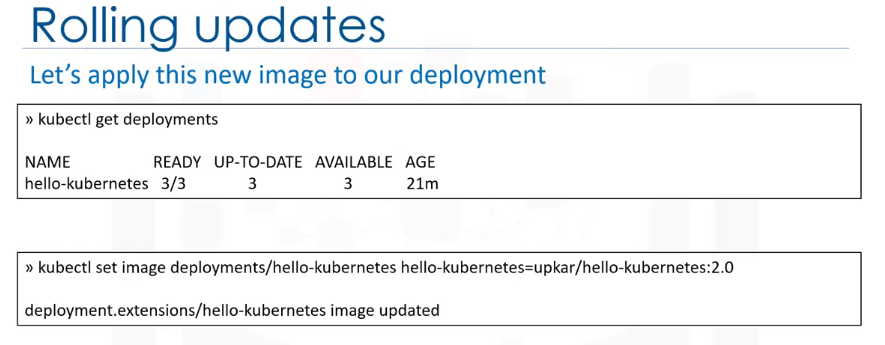 Rolling updates
Let's apply this new image to our deployment
» kubectl get deployments
NAME READY UP-TO-DATE AVAILABLE AGE
hello-kubernetes 3/3 3 3 21m
» kubectl set image deployments/hello-kubernetes hello-kubernetes=upkar/hello-kubernetes:2.0
deployment.extensions/hello-kubernetes image updated